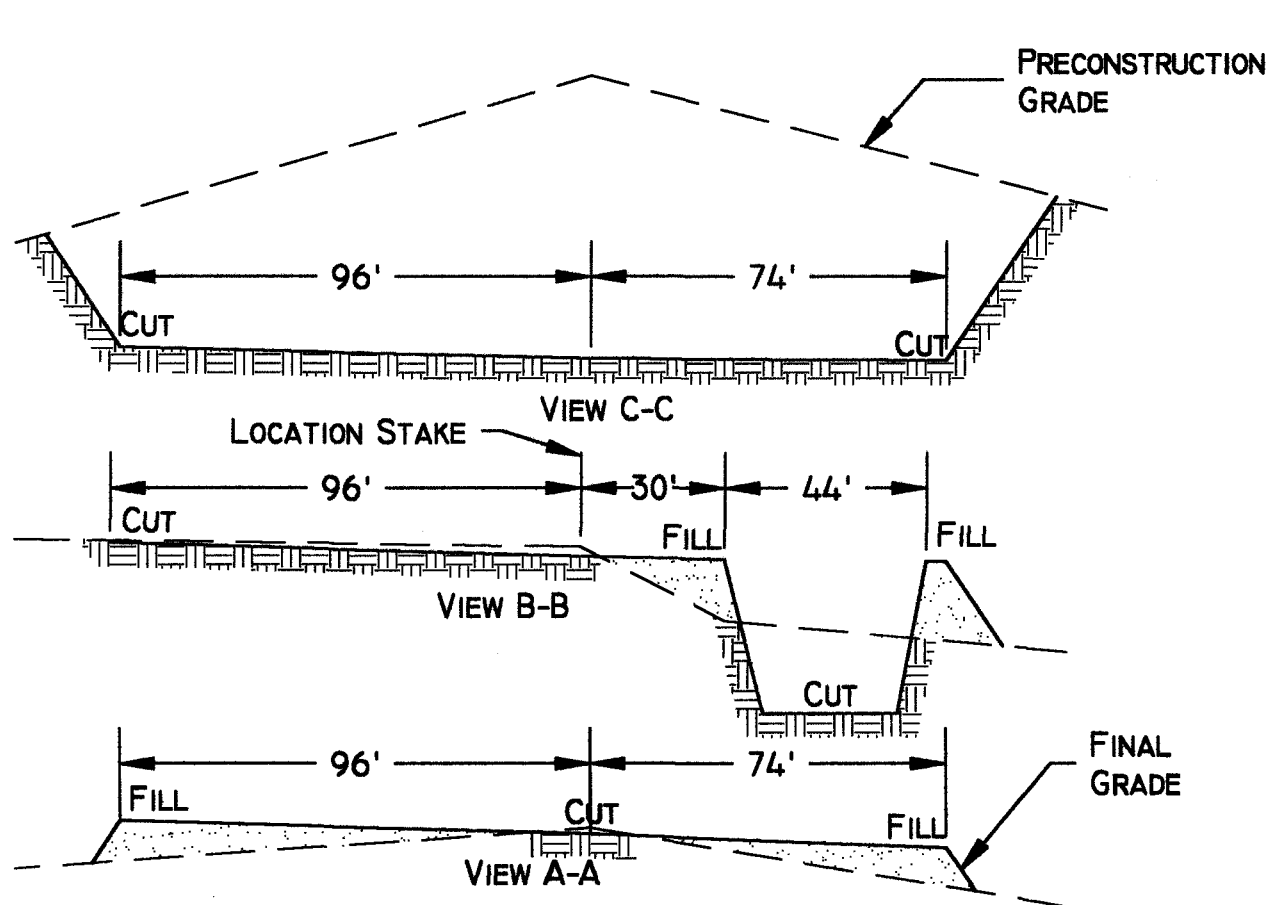 PRECONSTRUCTION
GRADE
96'
74'
CUT
CUT
VIEW C-C
LOCATION STAKE
96'
30'
44'
CUT
FILL
FILL
VIEW B-B
CUT
96'
74'
FINAL
GRADE
FILL
CUT
FILL
VIEW A-A